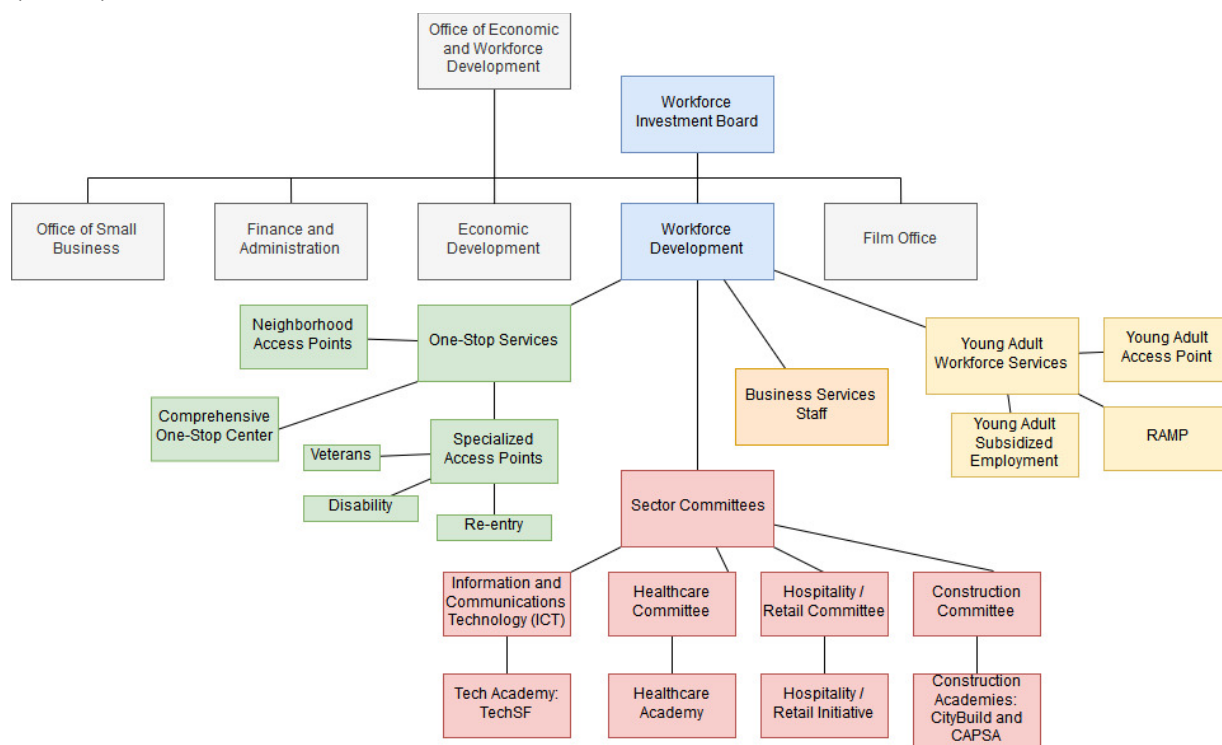 Office of Economic
and Workforce
Development
Workforce
Investment Board
Office of Small
Business
Finance and
Administration
Economic
Development
Workforce
Development
Film Office
Neighborhood
Access Points
One-Stop Services
Young Adult
Workforce Services
Young Adult
Access Point
Business Services
Staff
Comprehensive
One-Stop Center
Specialized
Access Points
Young Adult
Subsidized
Employment
RAMP
Veterans
Disability
Re-entry
Sector Committees
Information and
Communications
Technology (ICT)
Healthcare
Committee
Hospitality /
Retail Committee
Construction
Committee
Tech Academy:
TechSF
Healthcare
Academy
Hospitality /
Retail Initiative
Construction
Academies:
CityBuild and
CAPSA